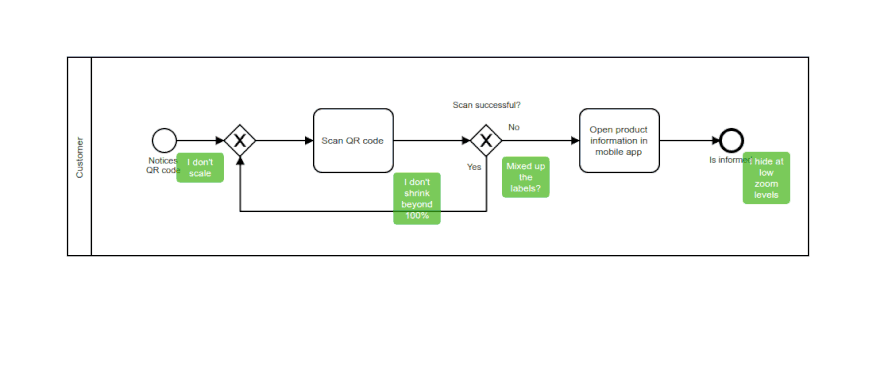 Customer
Notices
QR code
I don't
scale
Scan QR code
I don't
shrink
beyond
100%
Scan successful?
No
Yes
Mixed up
the
labels?
Open product
information in
mobile app
Is informed
I hide at
low
zoom
levels